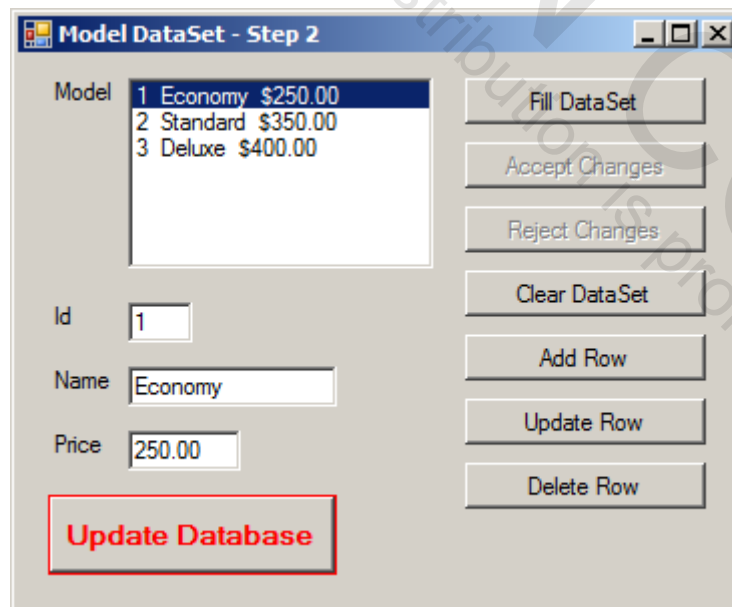 Model DataSet - Step 2
Model
1 Economy $250.00
2 Standard $350.00
3 Deluxe $400.00
Id
1
Name
Economy
Price
250.00
Update Database
Fill DataSet
Accept Changes
Reject Changes
Clear DataSet
Add Row
Update Row
Delete Row